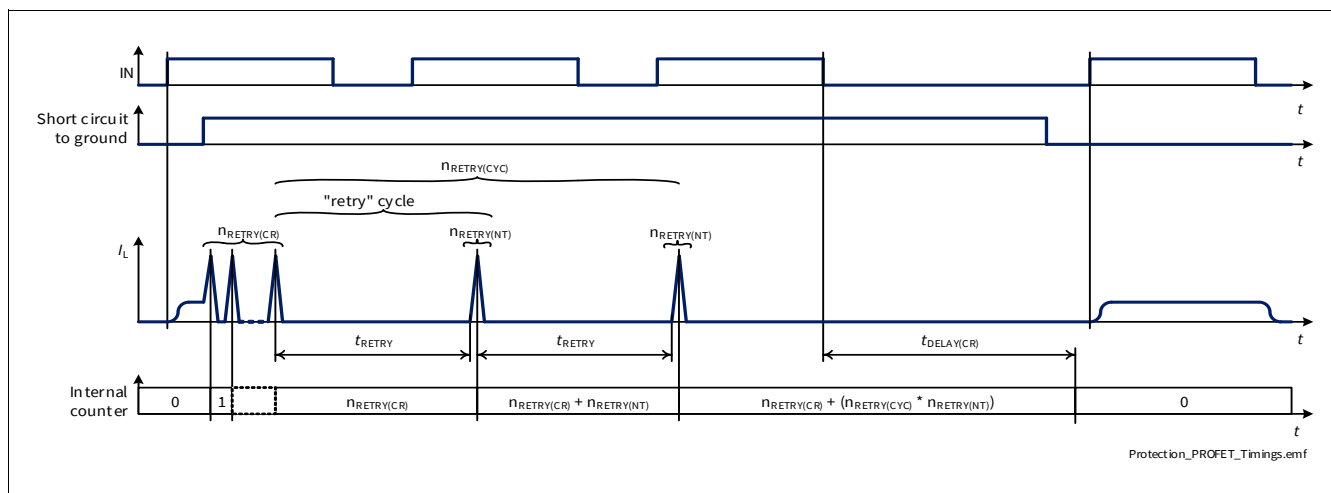 IN
t
Short circuit
to ground
t
nRETRY(CYC)
"retry" cycle
nRETRY(CR)
nRETRY(NT)
nRETRY(NT)
IL
t
tRETRY
tRETRY
tDELAY(CR)
Internal
counter
0
1
nRETRY(CR)
nRETRY(CR) + nRETRY(NT)
nRETRY(CR) + (nRETRY(CYC) * nRETRY(NT))
0
t
Protection_PROFET_Timings.emf